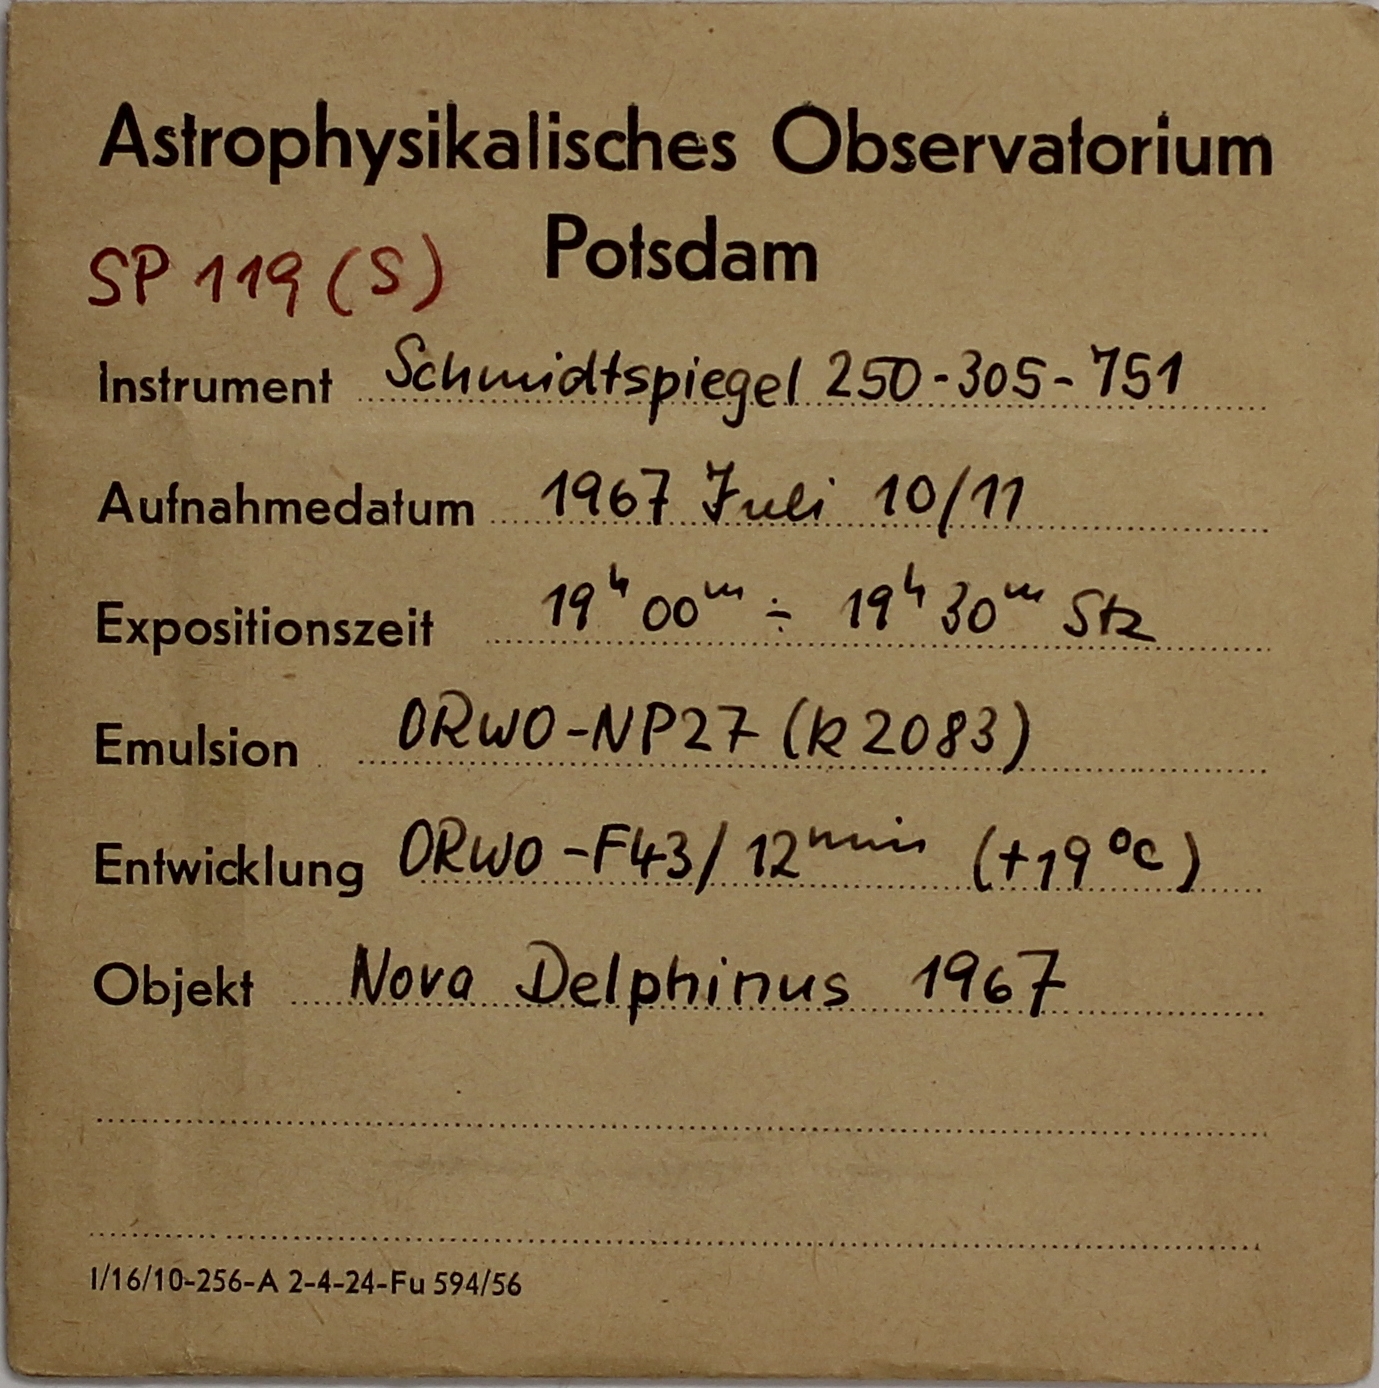 Astrophysikalisches Observatorium
Potsdam
SP 119 (S)
Instrument Schmidtspiegel 250-305-751
Aufnahmedatum 1967 Juli 10/11
Expositionszeit 19h 00m ÷ 19h 30m Stz
Emulsion ORWO-NP27 (k 2083)
Entwicklung ORWO-F43/ 12min (+19°C)
Objekt Nova Delphinus 1967
I/16/10-256-A 2-4-24-Fu 594/56